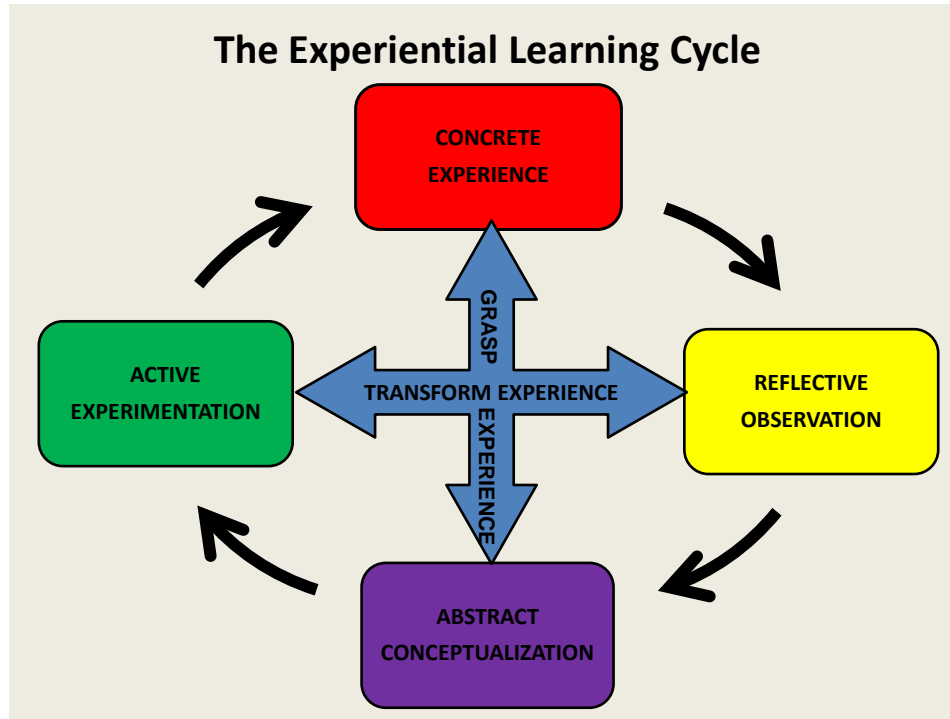 The Experiential Learning Cycle
CONCRETE
EXPERIENCE
GRASP
ACTIVE
EXPERIMENTATION
TRANSFORM EXPERIENCE
REFLECTIVE
OBSERVATION
EXPERIENCE
ABSTRACT
CONCEPTUALIZATION